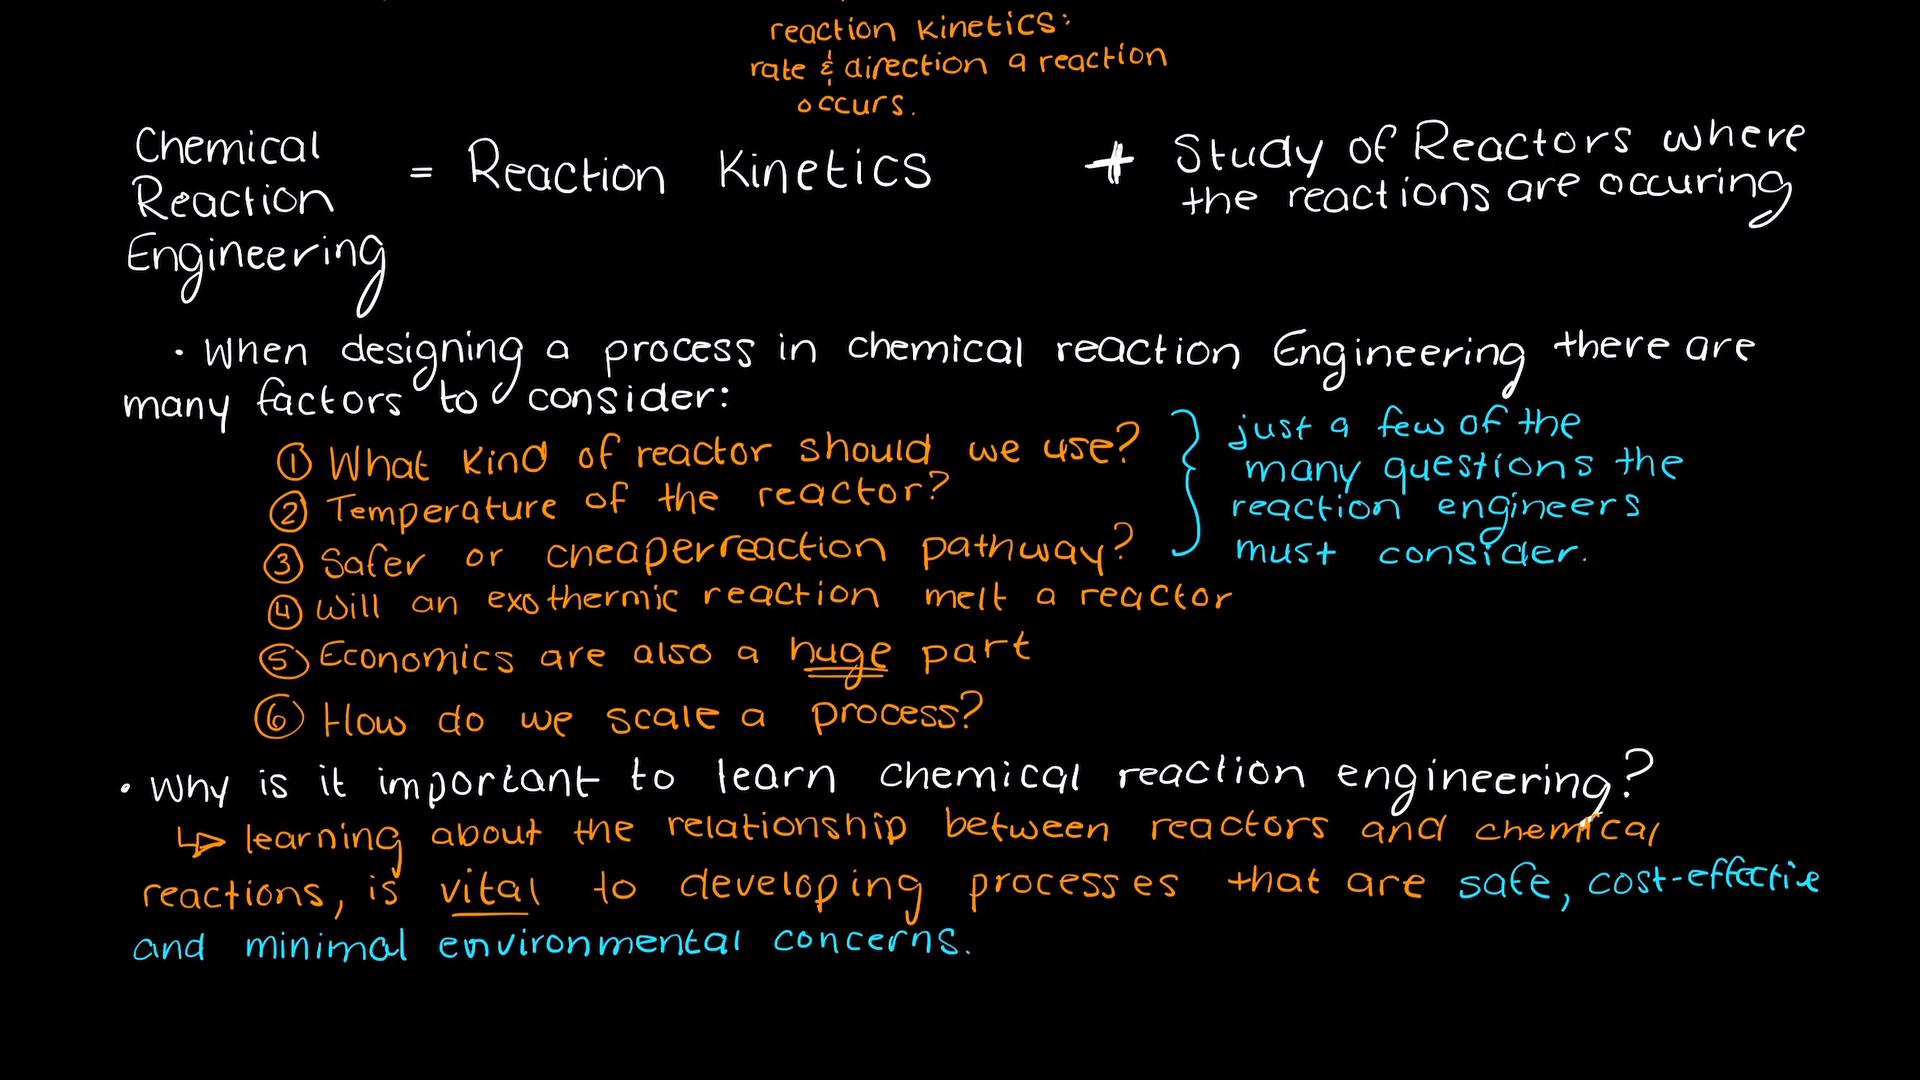 reaction kinetics:
rate & direction a reaction
occurs.
Chemical
Reaction
Engineering
= Reaction Kinetics
+ Study of Reactors where
the reactions are occuring
• When designing a process in chemical reaction Engineering there are
many factors to consider:
① What kind of reactor should we use?
② Temperature of the reactor?
③ Safer or cheaper reaction pathway?
④ Will an exothermic reaction melt a reactor
⑤ Economics are also a huge part
⑥ How do we scale a process?
just a few of the
many questions the
reaction engineers
must consider.
• Why is it important to learn chemical reaction engineering?
↳ learning about the relationship between reactors and chemical
reactions, is vital to developing processes that are safe, cost-effective
and minimal environmental concerns.